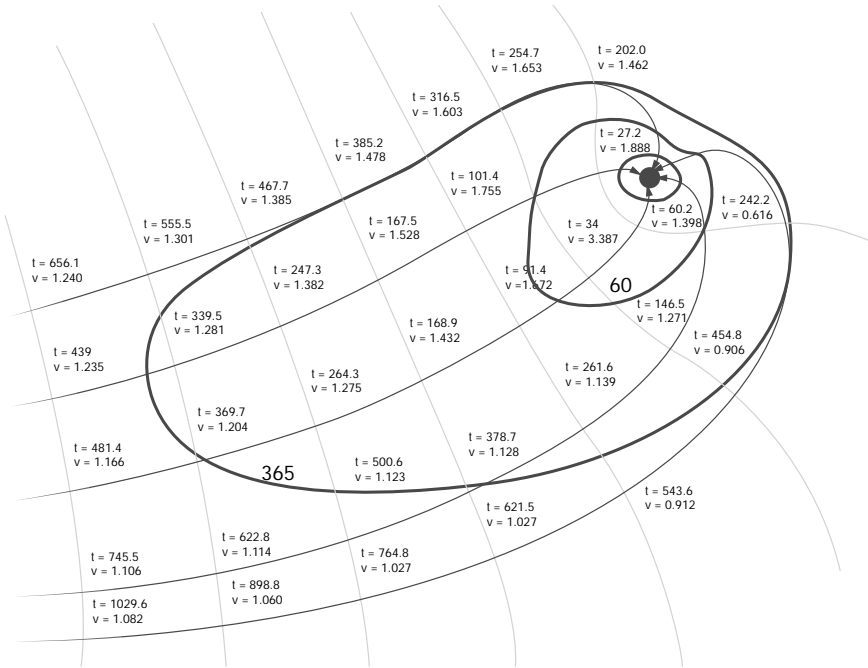 t = 254.7
v = 1.653
t = 202.0
v = 1.462
t = 316.5
v = 1.603
t = 27.2
v = 1.888
t = 385.2
v = 1.478
t = 101.4
v = 1.755
t = 467.7
v = 1.385
t = 242.2
v = 0.616
t = 60.2
v = 1.398
t = 555.5
v = 1.301
t = 167.5
v = 1.528
t = 34
v = 3.387
t = 656.1
v = 1.240
t = 247.3
v = 1.382
t = 91.4
v = 1.672
60
t = 146.5
v = 1.271
t = 339.5
v = 1.281
t = 168.9
v = 1.432
t = 454.8
v = 0.906
t = 439
v = 1.235
t = 264.3
v = 1.275
t = 261.6
v = 1.139
t = 369.7
v = 1.204
t = 481.4
v = 1.166
t = 378.7
v = 1.128
365
t = 500.6
v = 1.123
t = 543.6
v = 0.912
t = 621.5
v = 1.027
t = 622.8
v = 1.114
t = 745.5
v = 1.106
t = 764.8
v = 1.027
t = 898.8
v = 1.060
t = 1029.6
v = 1.082